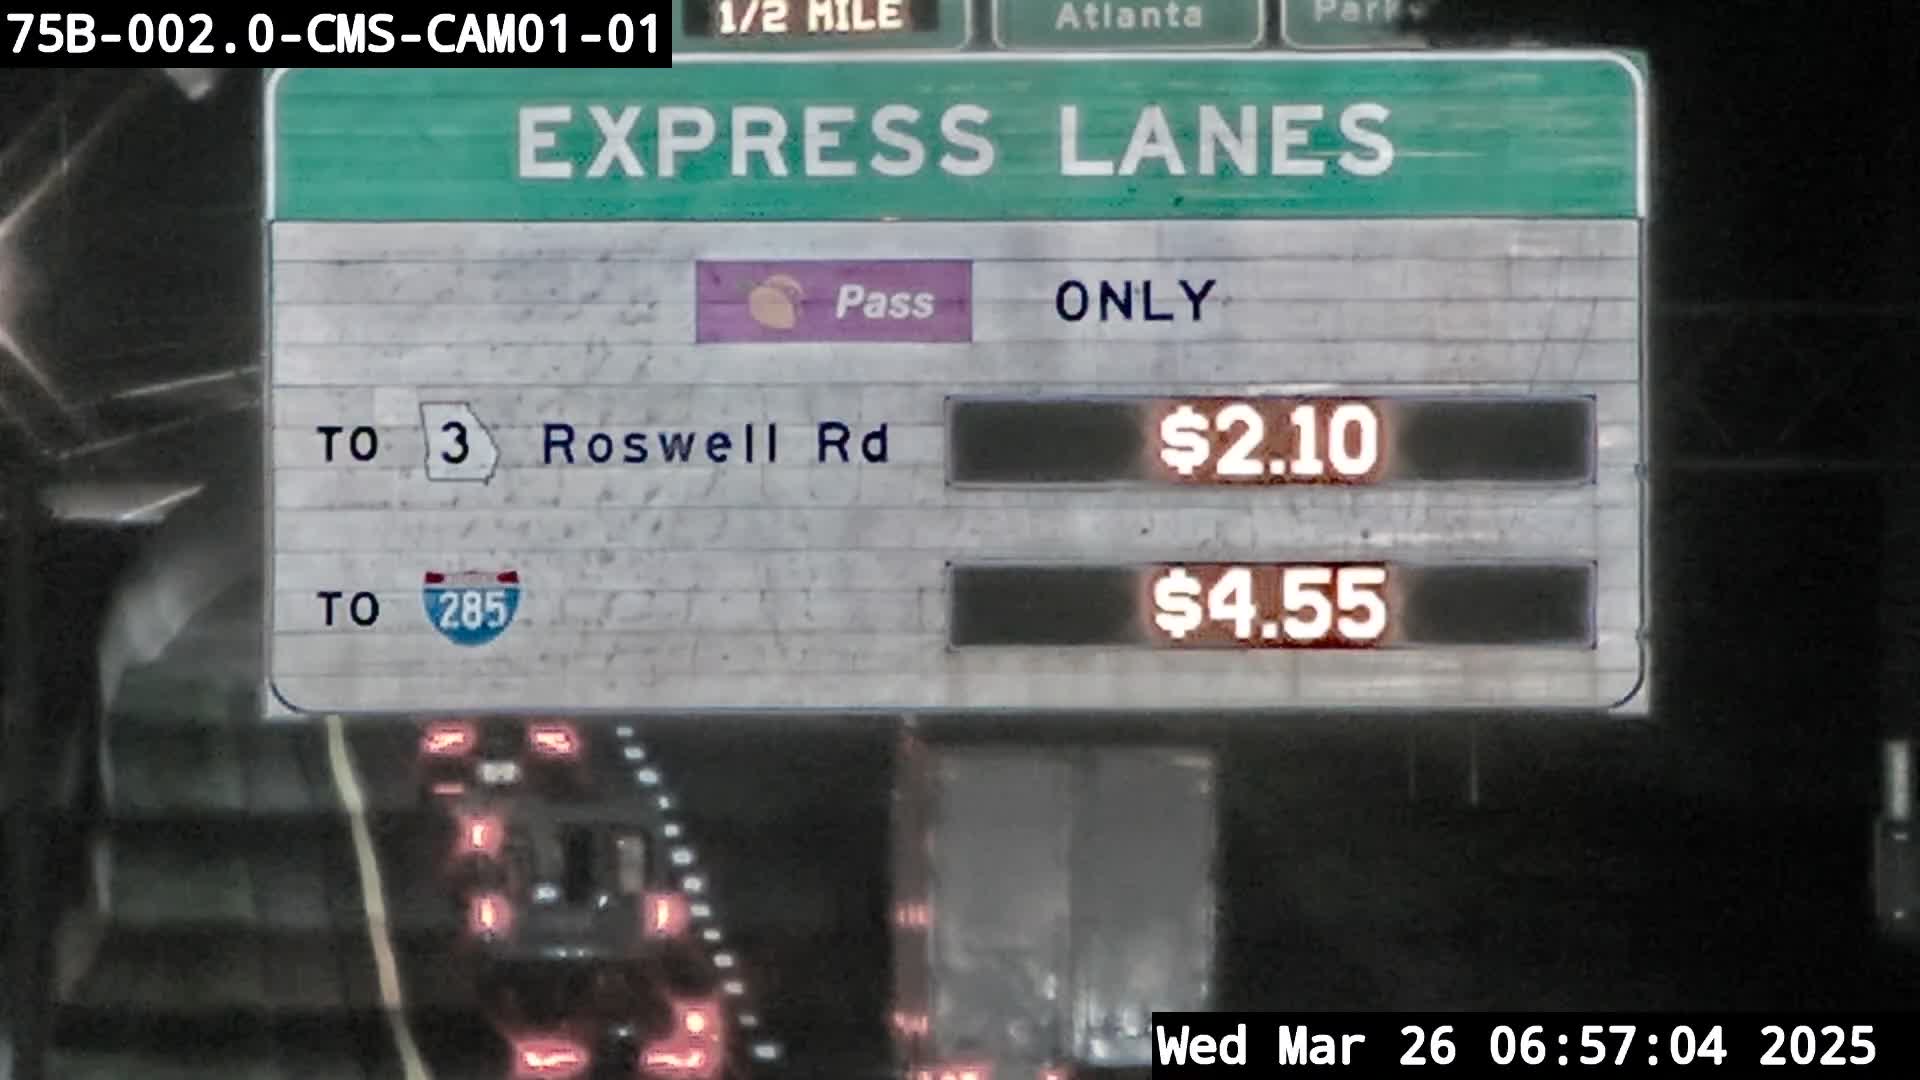 75B-002.0-CMS-CAM01-01
1/2 MILE
Atlanta
EXPRESS LANES
Pass ONLY
TO 3 Roswell Rd $2.10
TO 285 $4.55
Wed Mar 26 06:57:04 2025